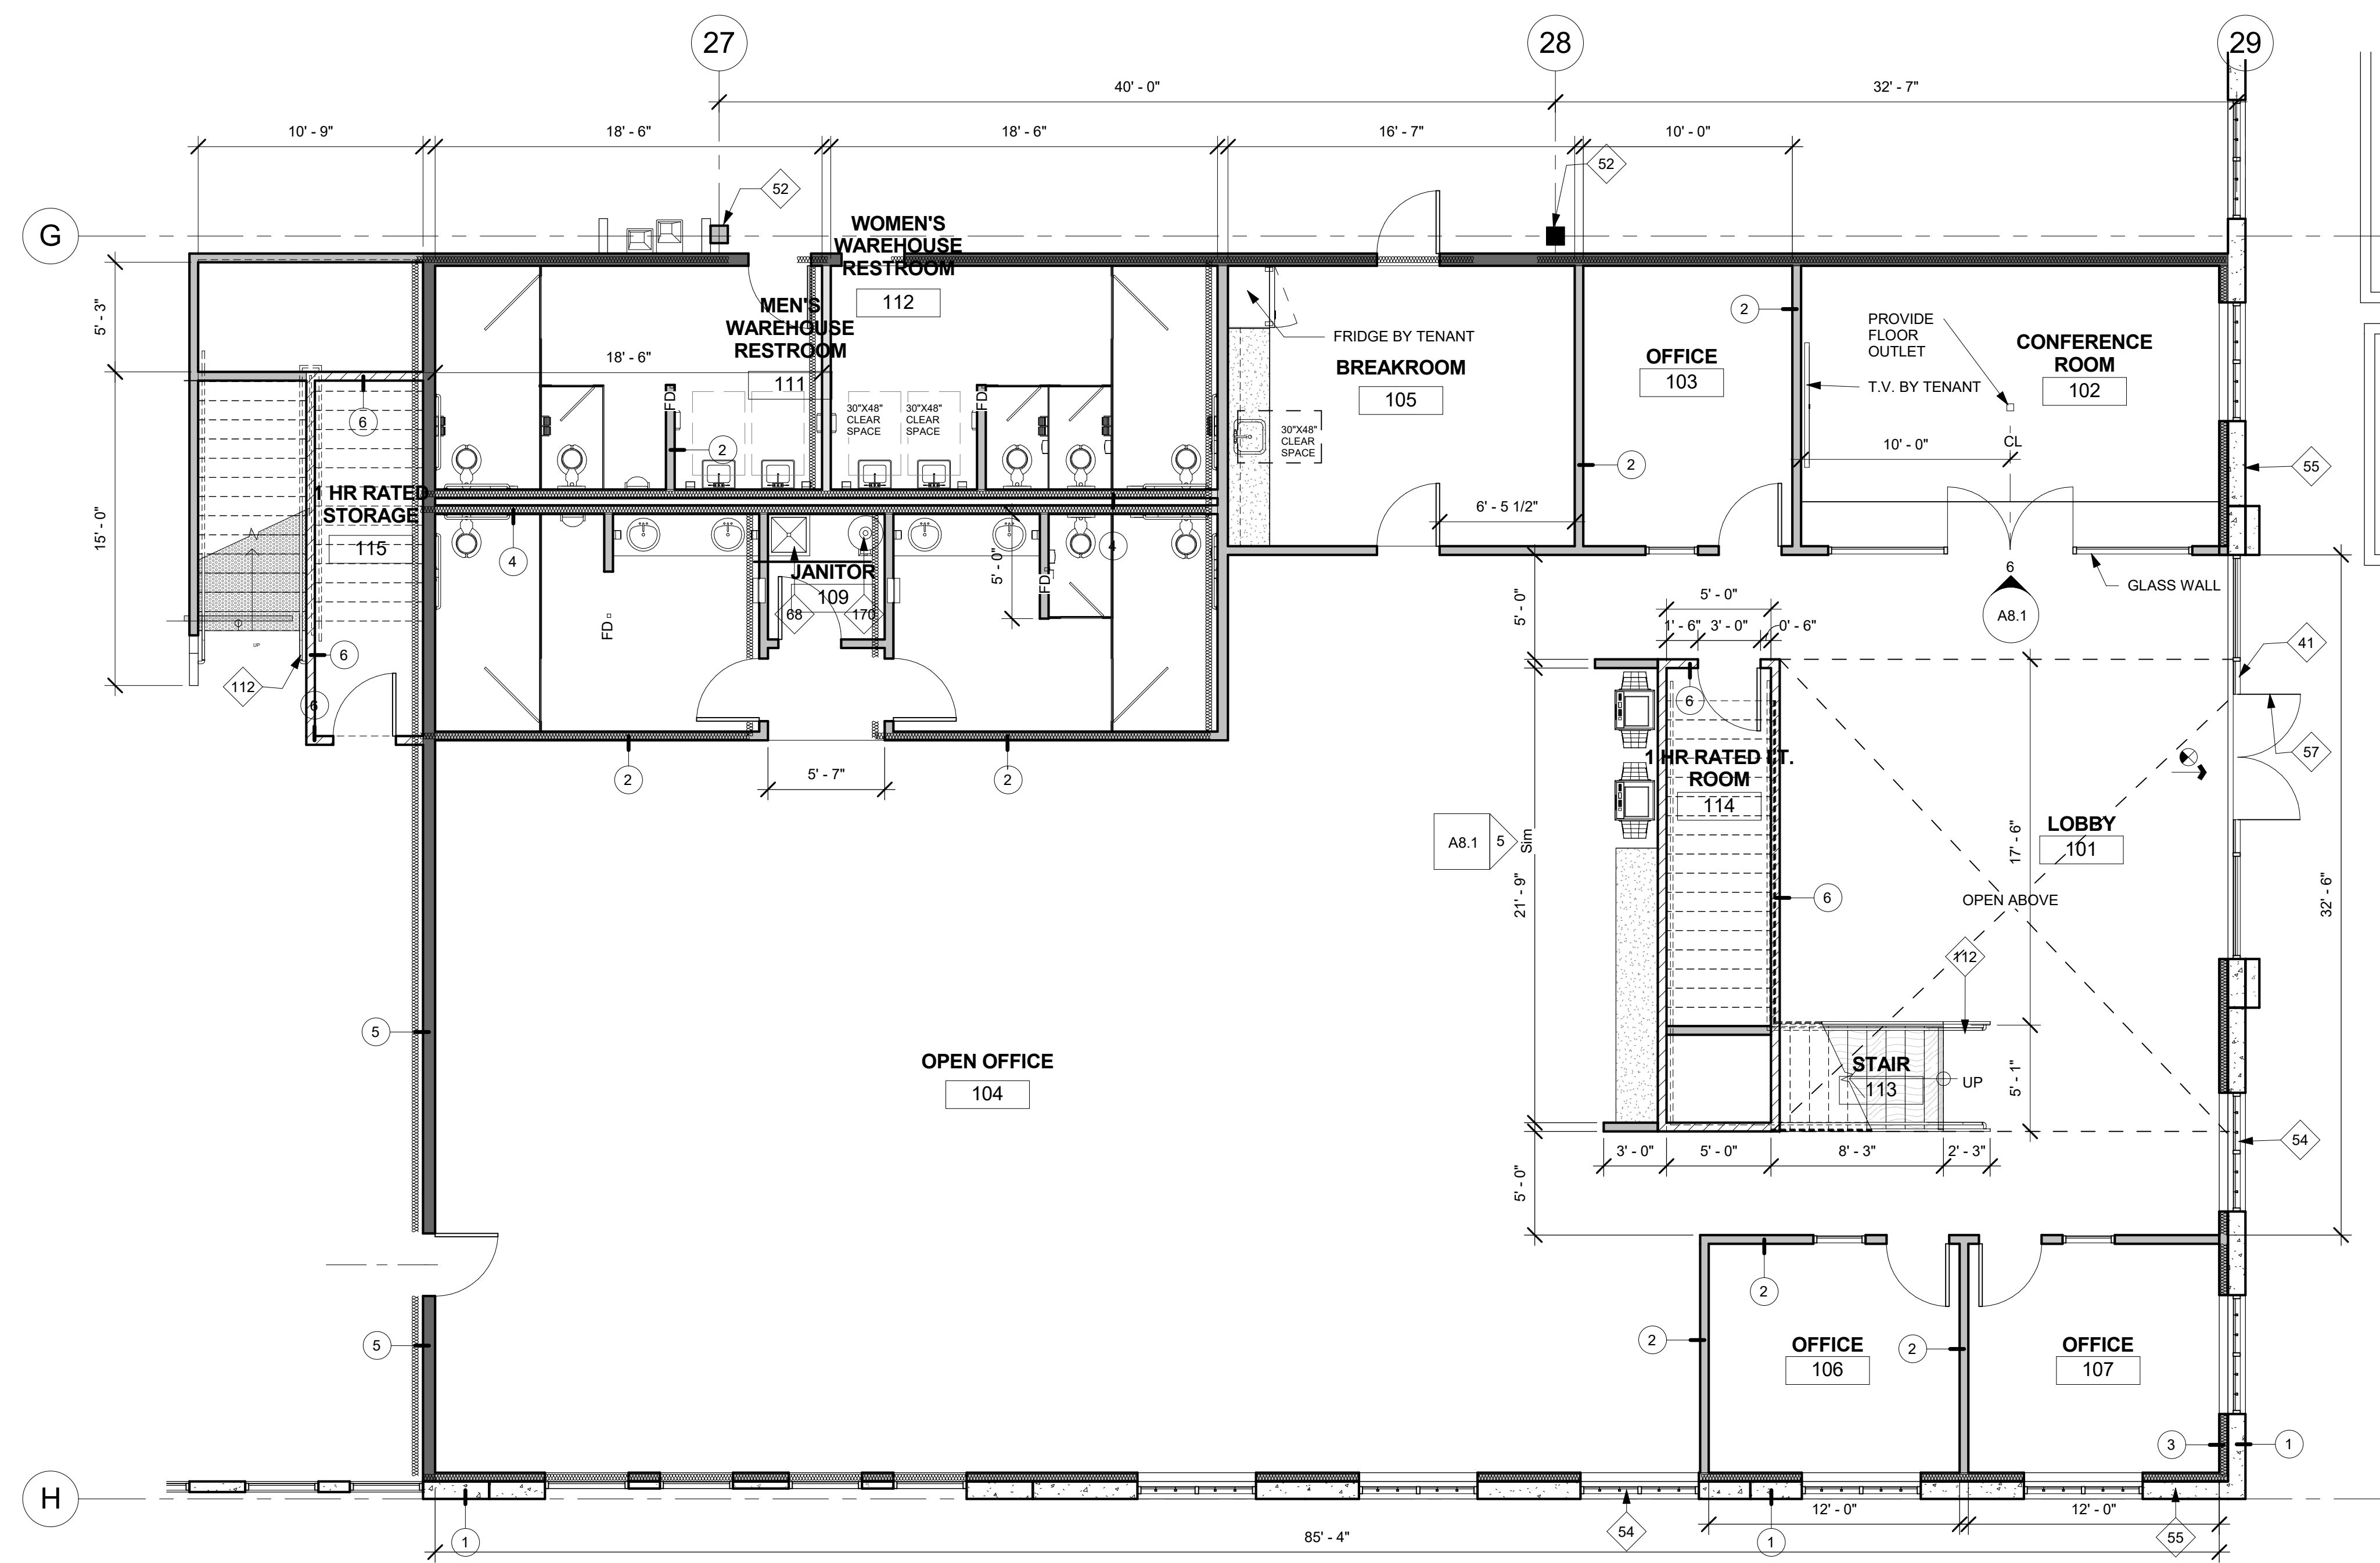 27
28
29
40' - 0"
32' - 7"
10' - 9"
18' - 6"
18' - 6"
16' - 7"
10' - 0"
52
52
G
WOMEN'S
WAREHOUSE
RESTROOM
112
MEN'S
WAREHOUSE
RESTROOM
111
5' - 3"
18' - 6"
FRIDGE BY TENANT
BREAKROOM
105
OFFICE
103
2
PROVIDE
FLOOR
OUTLET
T.V. BY TENANT
CONFERENCE
ROOM
102
6
FD
FD
30"X48"
CLEAR
SPACE
30"X48"
CLEAR
SPACE
30"X48"
CLEAR
SPACE
2
2
10' - 0"
CL
55
1 HR RATED
STORAGE
115
15' - 0"
6' - 5 1/2"
4
4
JANITOR
109
68
170
5' - 0"
FD
FD
6
A8.1
GLASS WALL
5' - 0"
5' - 0"
1' - 6"
3' - 0"
0' - 6"
41
UP
6
112
6
6
57
2
5' - 7"
2
1 HR RATED I.T.
ROOM
114
A8.1
5
Sim
21' - 9"
17' - 6"
LOBBY
101
OPEN ABOVE
32' - 6"
6
112
5
OPEN OFFICE
104
STAIR
113
UP
5' - 1"
54
3' - 0"
5' - 0"
8' - 3"
2' - 3"
5' - 0"
2
5
2
OFFICE
106
2
OFFICE
107
3
1
H
12' - 0"
12' - 0"
1
85' - 4"
54
1
55